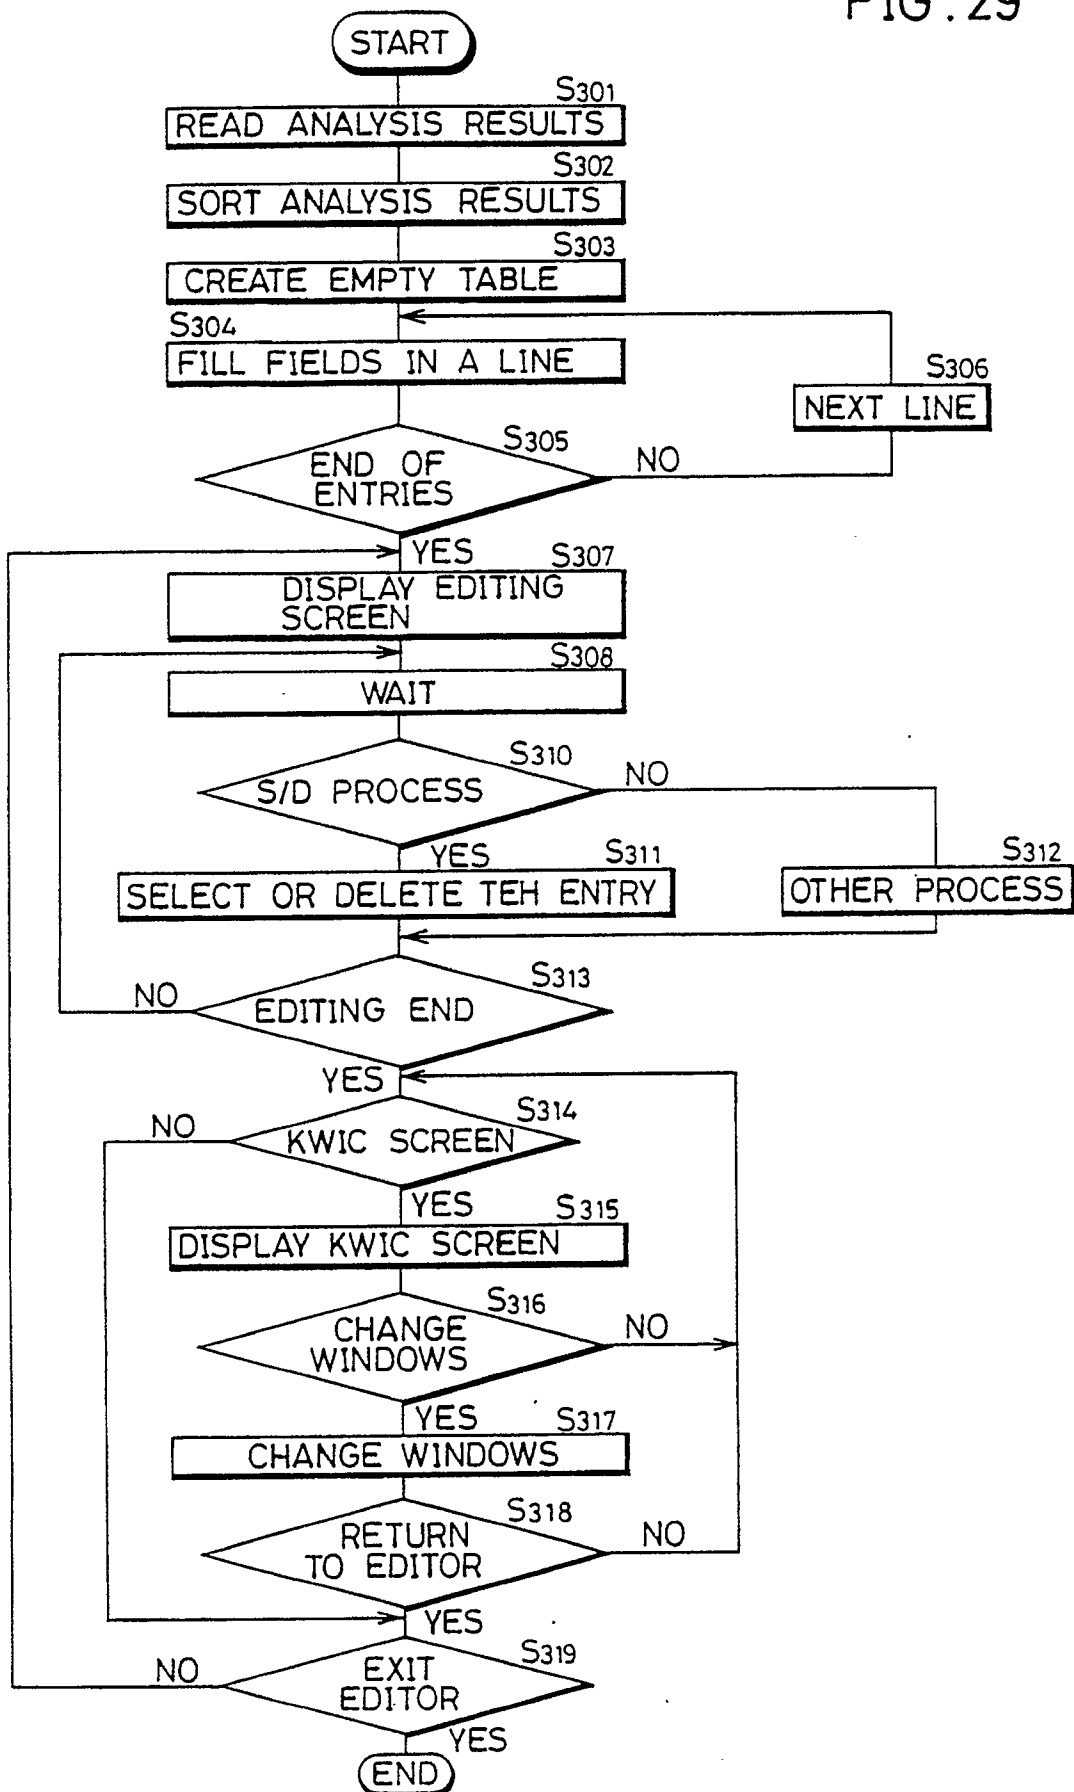 FIG. 29
START
S301
READ ANALYSIS RESULTS
S302
SORT ANALYSIS RESULTS
S303
CREATE EMPTY TABLE
S304
FILL FIELDS IN A LINE
S306
NEXT LINE
S305
END OF
ENTRIES
NO
YES
S307
DISPLAY EDITING
SCREEN
S308
WAIT
S310
S/D PROCESS
NO
YES
S311
SELECT OR DELETE TEH ENTRY
S312
OTHER PROCESS
S313
EDITING END
NO
YES
S314
KWIC SCREEN
NO
YES
S315
DISPLAY KWIC SCREEN
S316
CHANGE
WINDOWS
NO
YES
S317
CHANGE WINDOWS
S318
RETURN
TO EDITOR
NO
YES
S319
EXIT
EDITOR
NO
YES
END